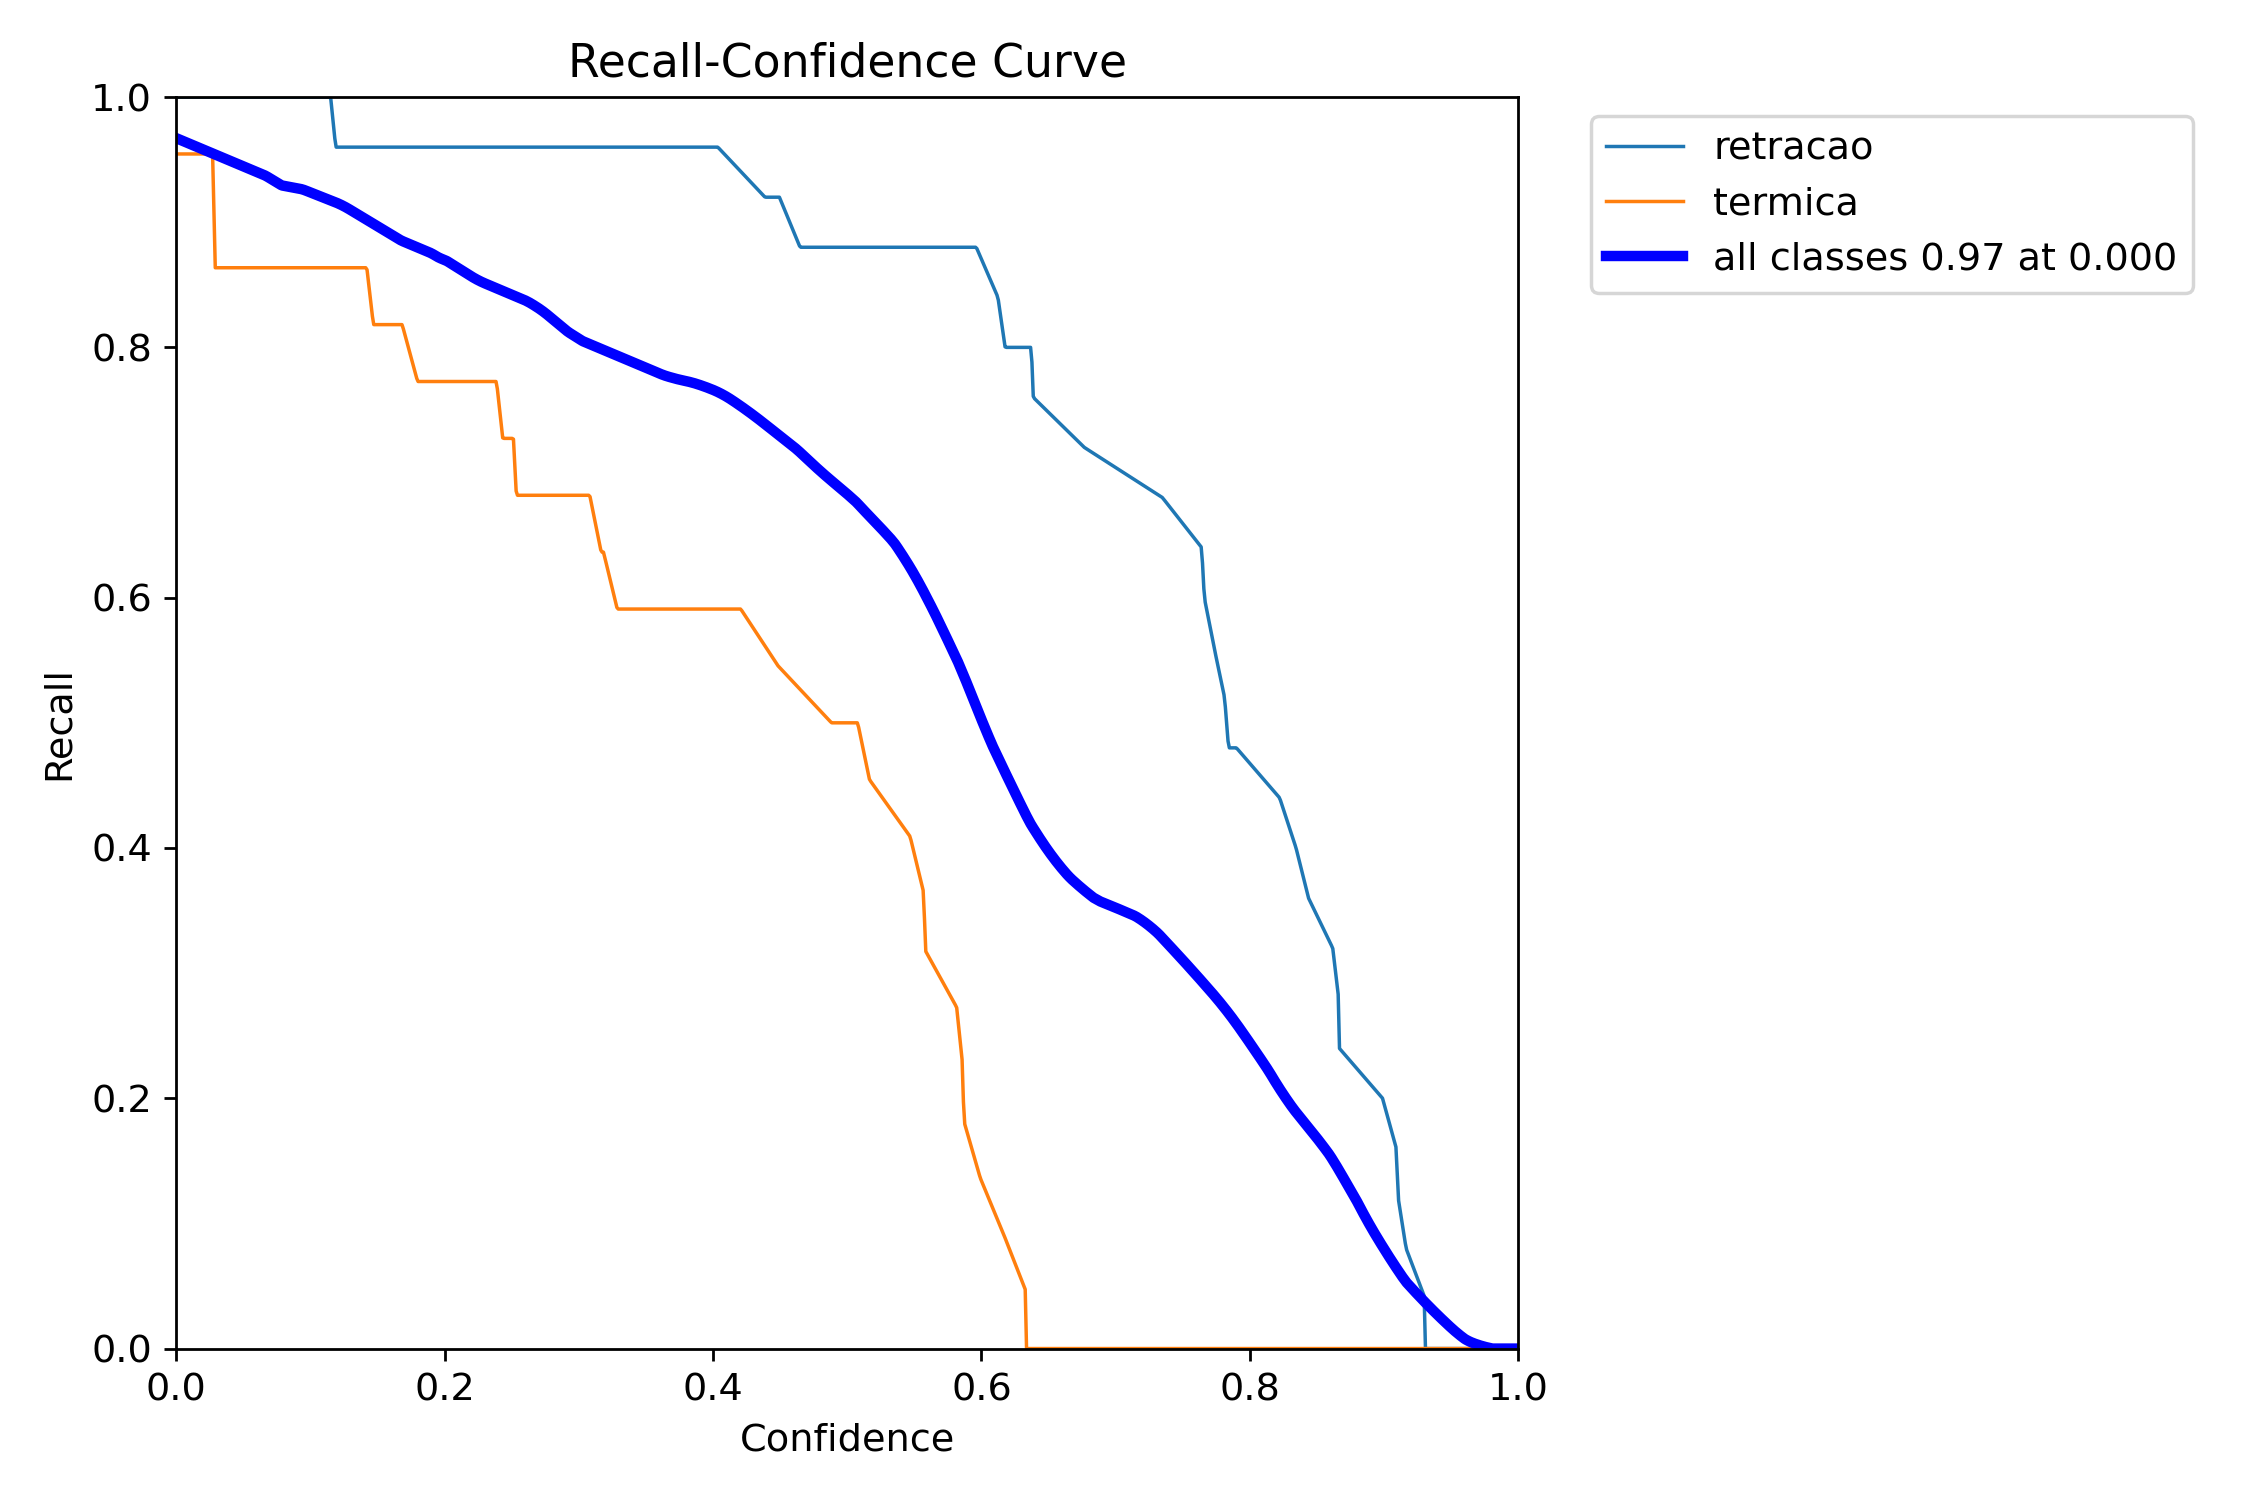 Recall-Confidence Curve
1.0
0.8
0.6
0.4
0.2
0.0
Recall
0.0 0.2 0.4 0.6 0.8 1.0
Confidence
retracao
termica
all classes 0.97 at 0.000